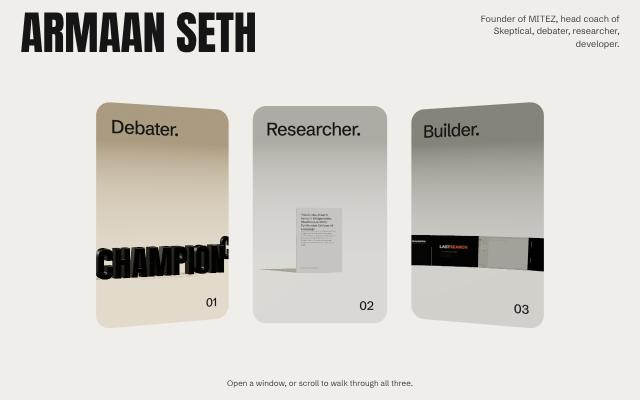 ARMAAN SETH
Founder of MITEZ, head coach of
Skeptical, debater, researcher,
developer.
Debater.
CHAMPION
01
Researcher.
02
Builder.
LASTSEARCH
03
Open a window, or scroll to walk through all three.